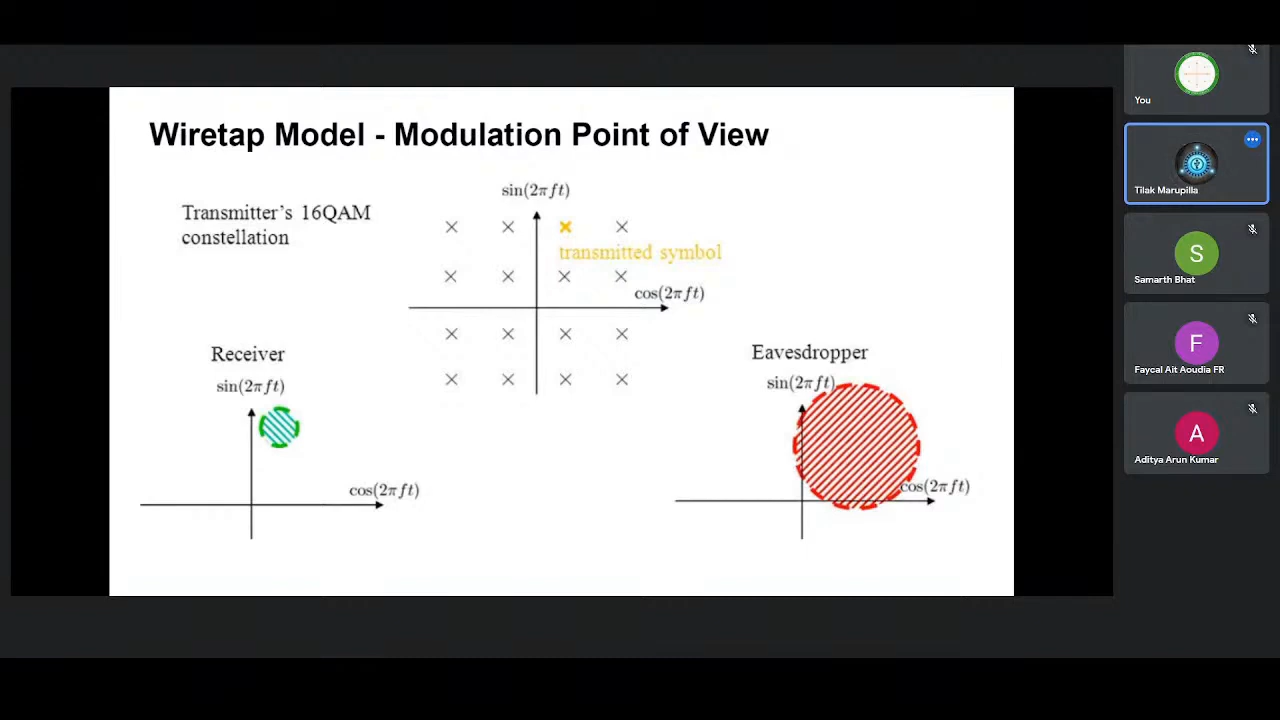 Wiretap Model - Modulation Point of View
sin(2πft)
Transmitter's 16QAM
constellation
transmitted symbol
cos(2πft)
Receiver
sin(2πft)
cos(2πft)
Eavesdropper
sin(2πft)
cos(2πft)
You
Tilak Marupilla
S
Samarth Bhat
F
Faycal Ait Aoudia FR
A
Aditya Arun Kumar